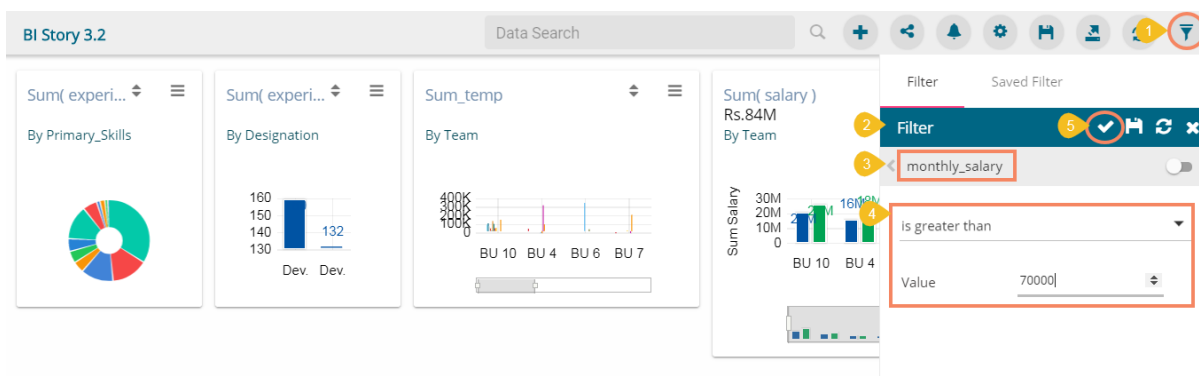 BI Story 3.2
Data Search
1
Sum( experi...
By Primary_Skills
Sum( experi...
By Designation
160
150
140
130
132
Dev. Dev.
Sum_temp
By Team
400K
300K
200K
100K
0
BU 10 BU 4 BU 6 BU 7
Sum( salary )
Rs.84M
By Team
Sum Salary
30M
20M
10M
0
16M
BU 10 BU 4
Filter Saved Filter
2 Filter 5
3 monthly_salary
4
is greater than
Value 70000